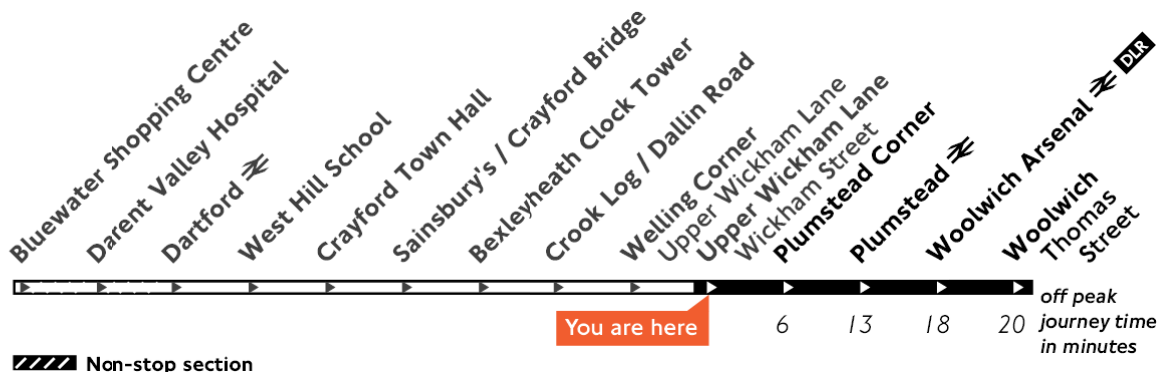 Bluewater Shopping Centre
Darent Valley Hospital
Dartford
West Hill School
Crayford Town Hall
Sainsbury's / Crayford Bridge
Bexleyheath Clock Tower
Crook Log / Dallin Road
Welling Corner
Upper Wickham Lane
Upper Wickham Lane
Wickham Street
Plumstead Corner
Plumstead
Woolwich Arsenal DLR
Woolwich
Thomas
Street
You are here
6 13 18 20
off peak
journey time
in minutes
Non-stop section